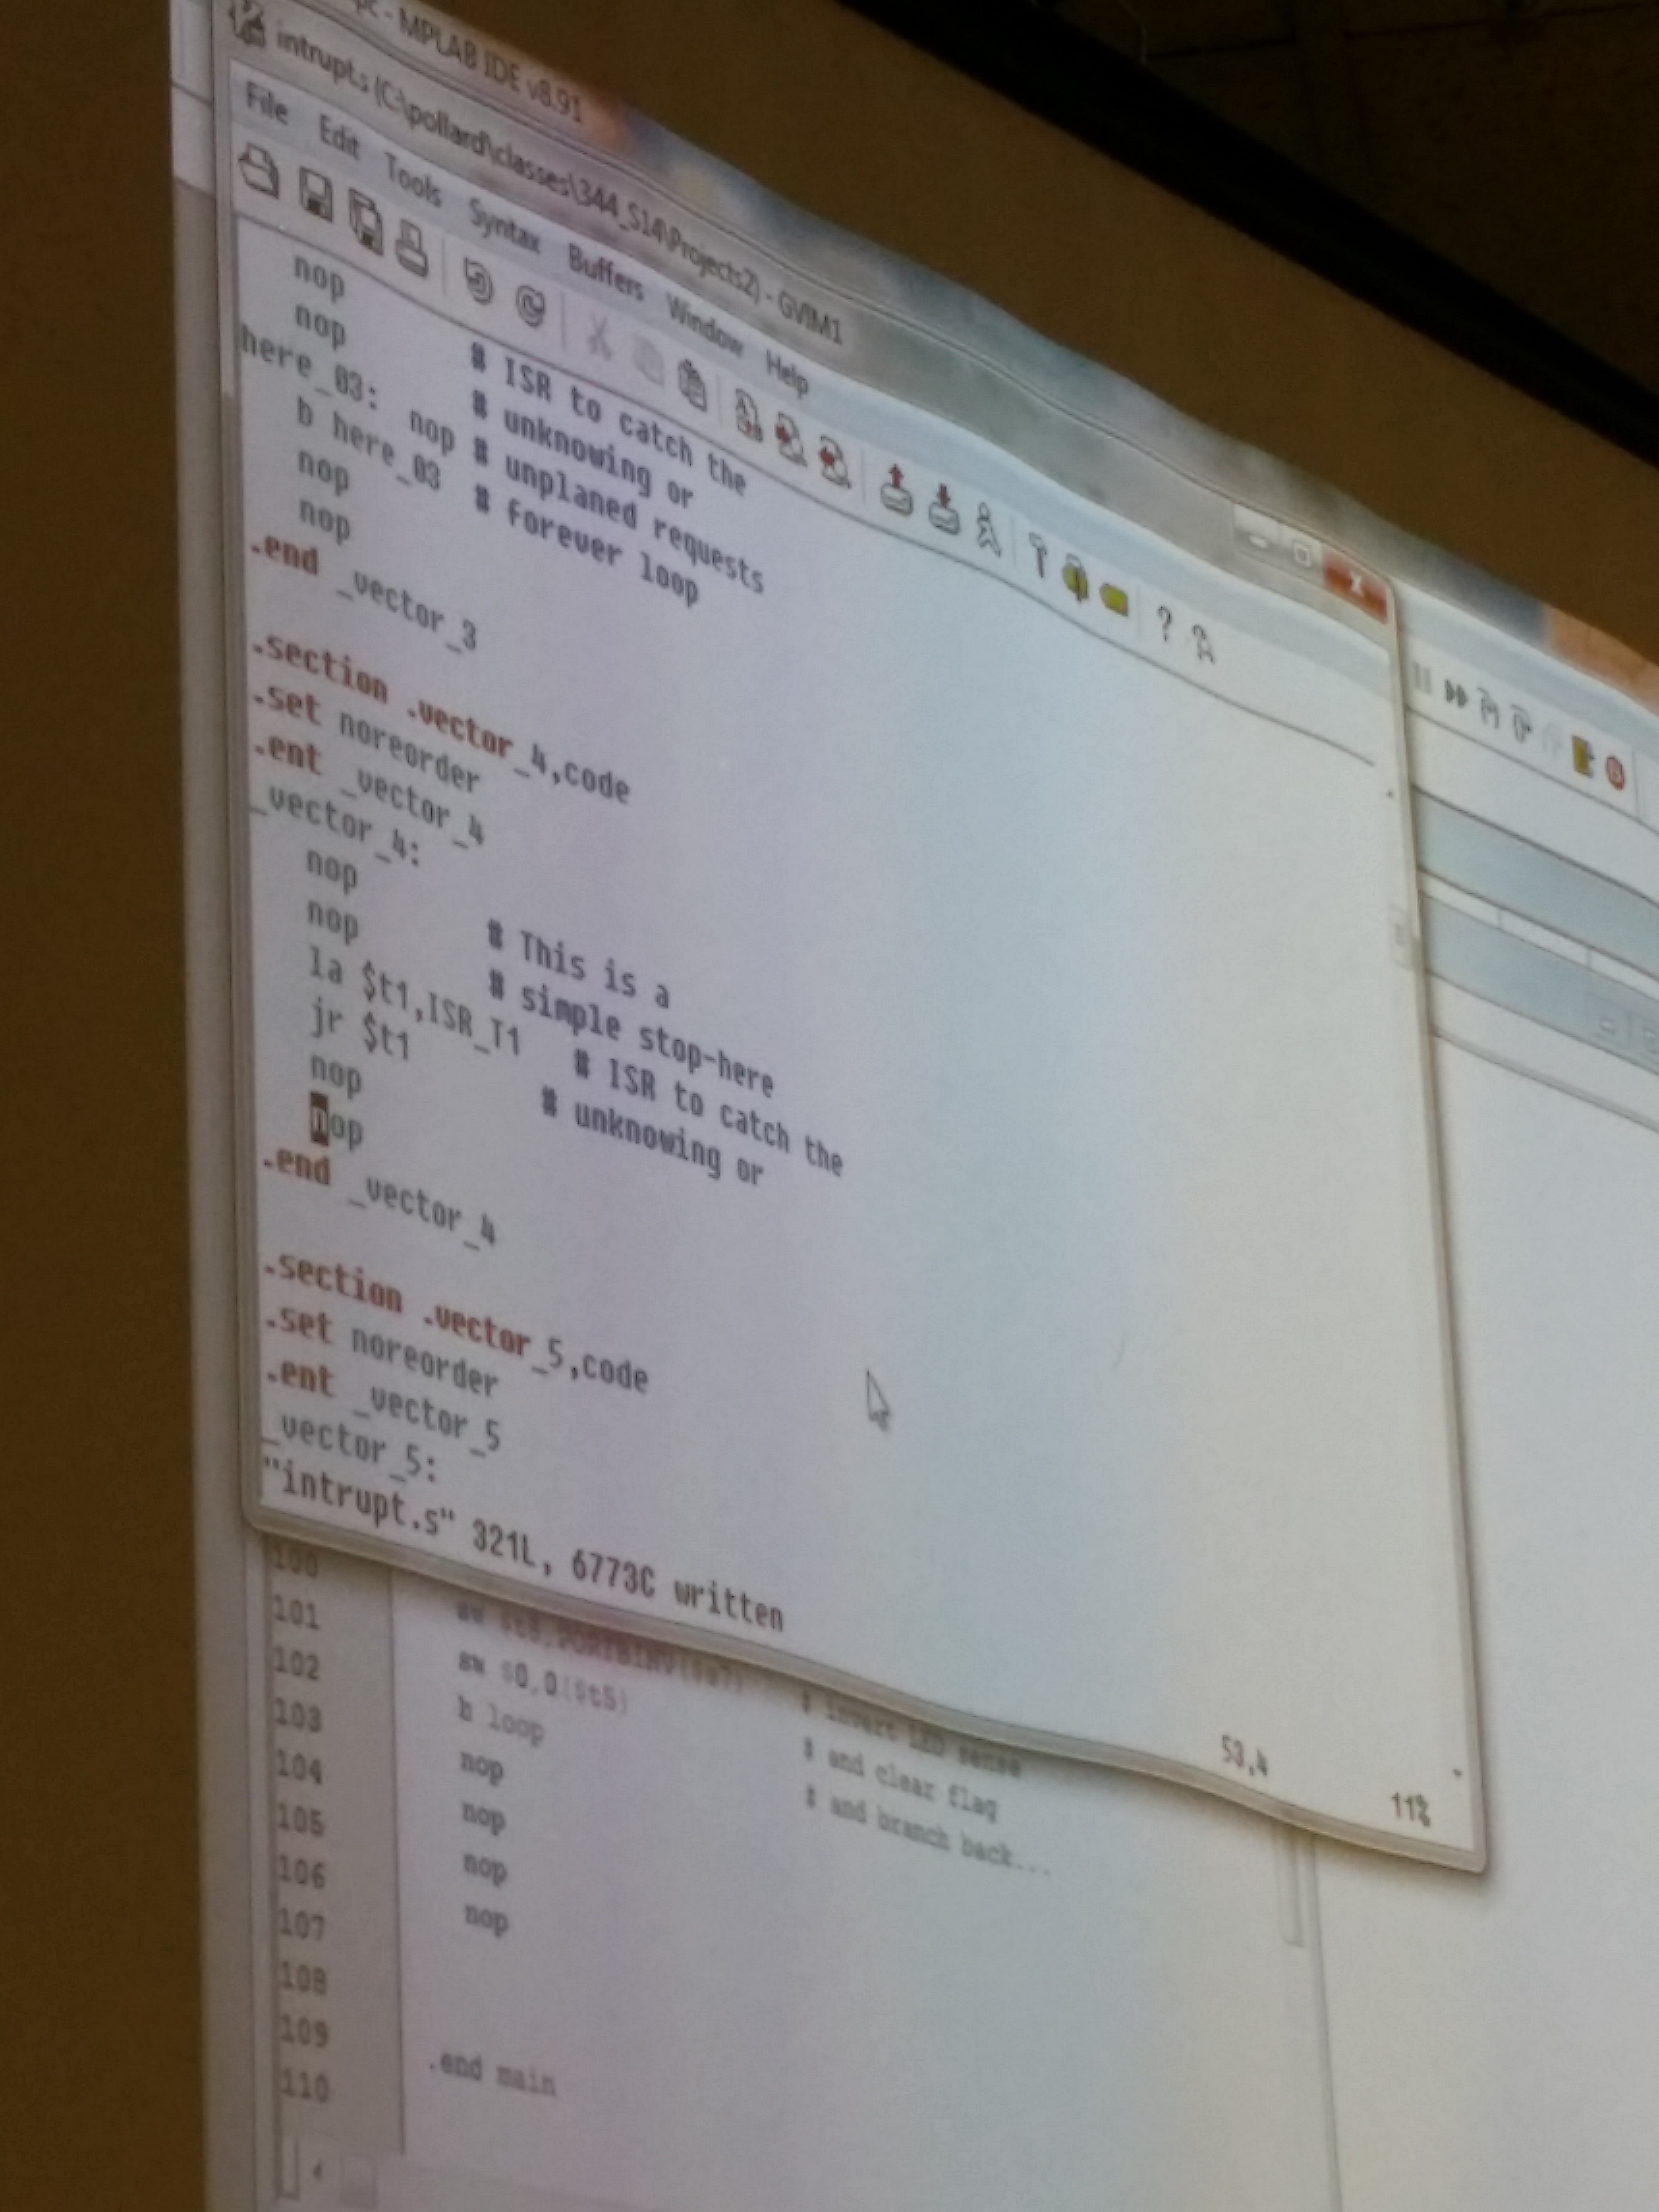 - MPLAB IDE v8.91
intrupt.s (C:\pollard\classes\344_S14\Projects2) - GVIM1
File Edit Tools Syntax Buffers Window Help
nop
nop # ISR to catch the
here_03: nop # unknowing or
b here_03 # unplaned requests
nop # forever loop
nop
.end _vector_3
.section .vector_4,code
.set noreorder
.ent _vector_4
_vector_4:
nop
nop # This is a
la $t1,ISR_T1 # simple stop-here
jr $t1 # ISR to catch the
nop # unknowing or
nop
.end _vector_4
.section .vector_5,code
.set noreorder
.ent _vector_5
_vector_5:
"intrupt.s" 321L, 6773C written 53,4 11%
100
101
102 sw $0,0($t5) # invert LED sense
103 b loop # and clear flag
104 nop # and branch back...
105 nop
106 nop
107 nop
108
109
110 .end main